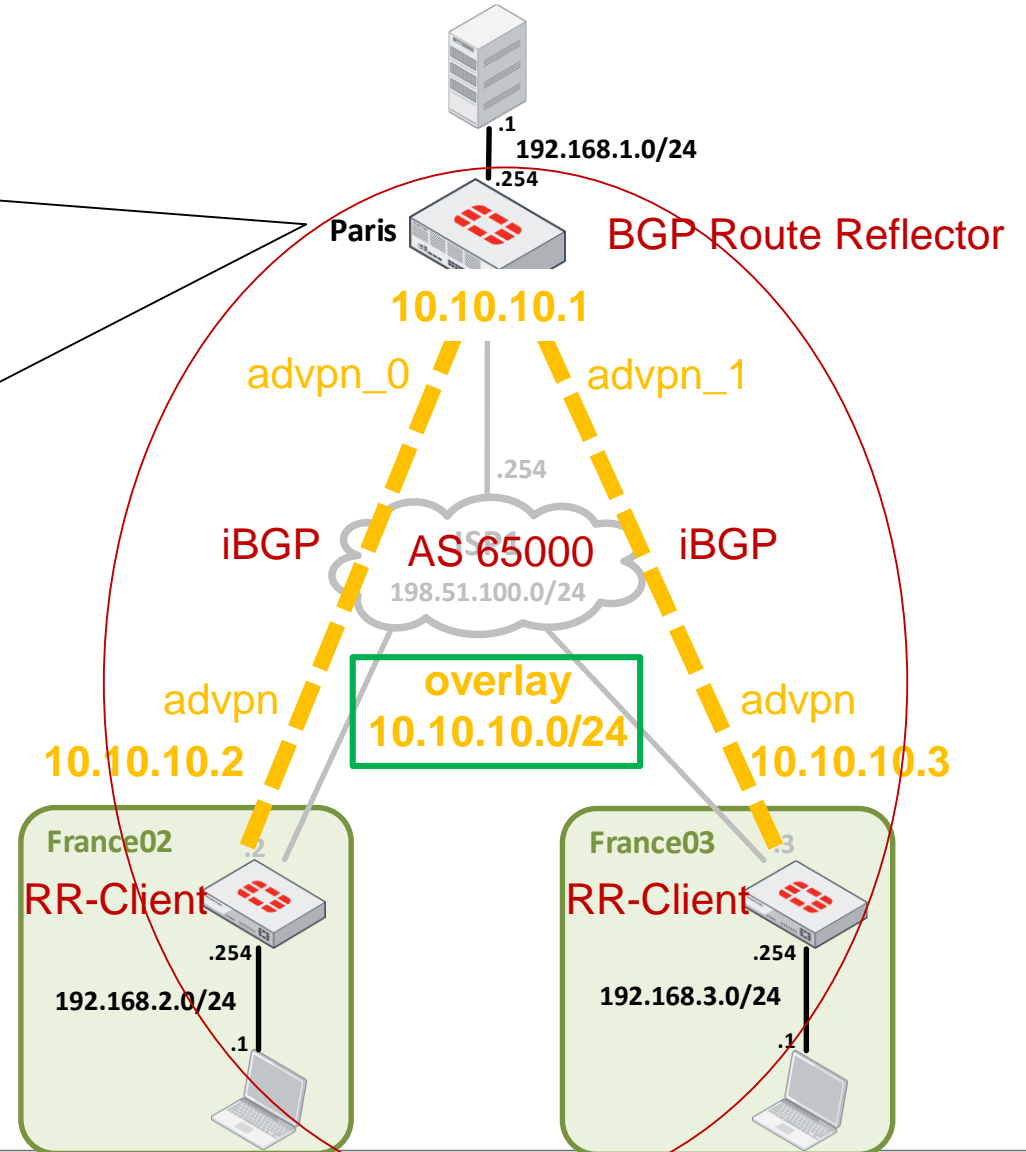 .1
192.168.1.0/24
.254
Paris
BGP Route Reflector
10.10.10.1
advpn_0
advpn_1
.254
iBGP
AS 65000
iBGP
198.51.100.0/24
advpn
overlay
advpn
10.10.10.2
10.10.10.0/24
10.10.10.3
France02
.2
France03
.3
RR-Client
RR-Client
.254
.254
192.168.2.0/24
192.168.3.0/24
.1
.1